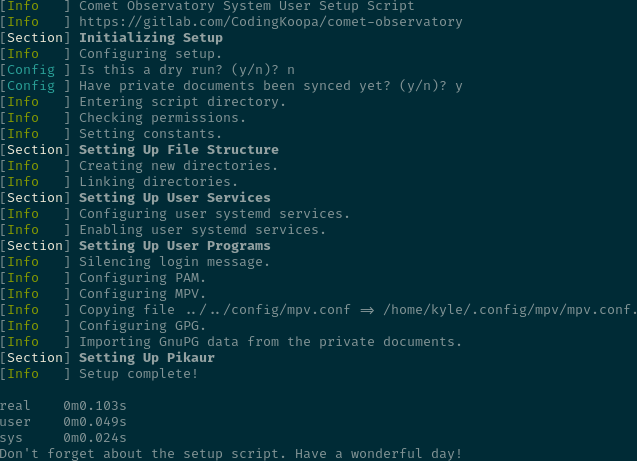 [Info   ] Comet Observatory System User Setup Script
[Info   ] https://gitlab.com/CodingKoopa/comet-observatory
[Section] Initializing Setup
[Info   ] Configuring setup.
[Config ] Is this a dry run? (y/n)? n
[Config ] Have private documents been synced yet? (y/n)? y
[Info   ] Entering script directory.
[Info   ] Checking permissions.
[Info   ] Setting constants.
[Section] Setting Up File Structure
[Info   ] Creating new directories.
[Info   ] Linking directories.
[Section] Setting Up User Services
[Info   ] Configuring user systemd services.
[Info   ] Enabling user systemd services.
[Section] Setting Up User Programs
[Info   ] Silencing login message.
[Info   ] Configuring PAM.
[Info   ] Configuring MPV.
[Info   ] Copying file ../../config/mpv.conf => /home/kyle/.config/mpv/mpv.conf.
[Info   ] Configuring GPG.
[Info   ] Importing GnuPG data from the private documents.
[Section] Setting Up Pikaur
[Info   ] Setup complete!
real    0m0.103s
user    0m0.049s
sys     0m0.024s
Don't forget about the setup script. Have a wonderful day!